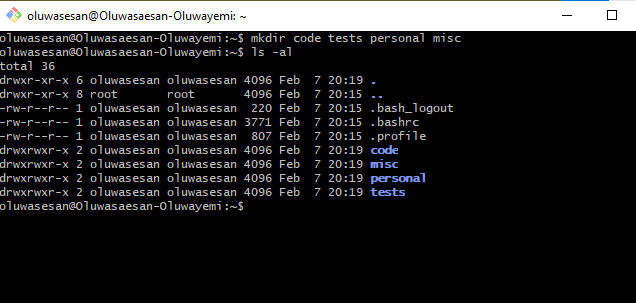 oluwasesan@Oluwasaesan-Oluwayemi: ~
oluwasesan@Oluwasaesan-Oluwayemi:~$ mkdir code tests personal misc
oluwasesan@Oluwasaesan-Oluwayemi:~$ ls -al
total 36
drwxr-xr-x 6 oluwasesan oluwasesan 4096 Feb  7 20:19 .
drwxr-xr-x 8 root       root       4096 Feb  7 20:15 ..
-rw-r--r-- 1 oluwasesan oluwasesan  220 Feb  7 20:15 .bash_logout
-rw-r--r-- 1 oluwasesan oluwasesan 3771 Feb  7 20:15 .bashrc
-rw-r--r-- 1 oluwasesan oluwasesan  807 Feb  7 20:15 .profile
drwxrwxr-x 2 oluwasesan oluwasesan 4096 Feb  7 20:19 code
drwxrwxr-x 2 oluwasesan oluwasesan 4096 Feb  7 20:19 misc
drwxrwxr-x 2 oluwasesan oluwasesan 4096 Feb  7 20:19 personal
drwxrwxr-x 2 oluwasesan oluwasesan 4096 Feb  7 20:19 tests
oluwasesan@Oluwasaesan-Oluwayemi:~$